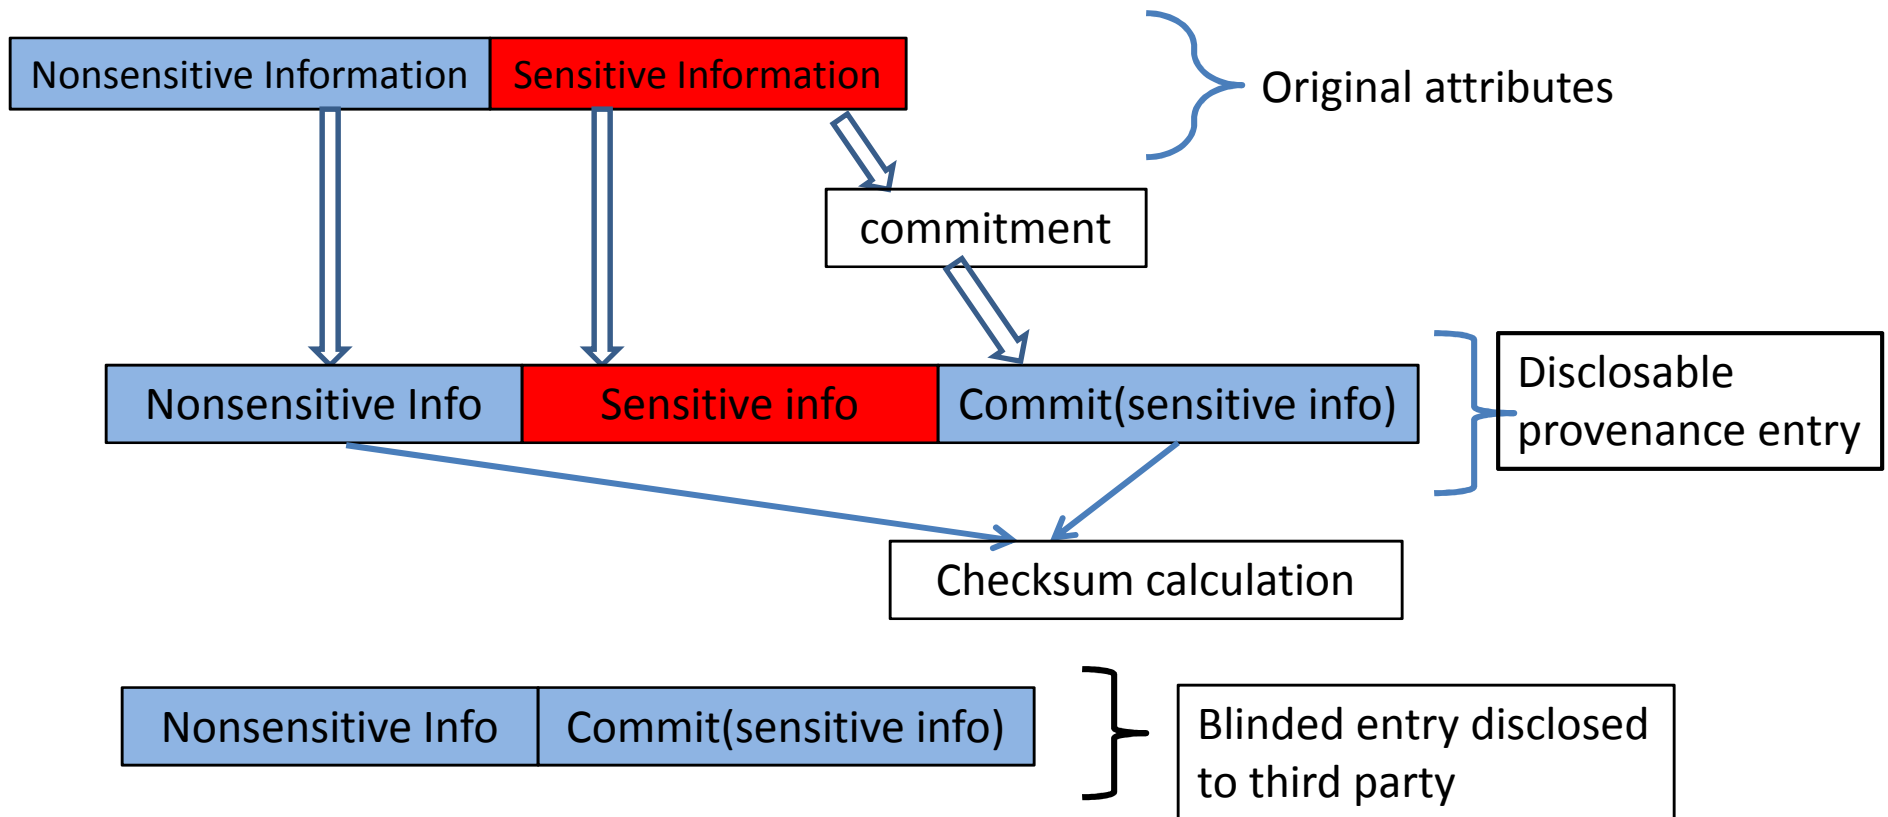 Nonsensitive Information
Sensitive Information
Original attributes
commitment
Nonsensitive Info
Sensitive info
Commit(sensitive info)
Disclosable
provenance entry
Checksum calculation
Nonsensitive Info
Commit(sensitive info)
Blinded entry disclosed
to third party